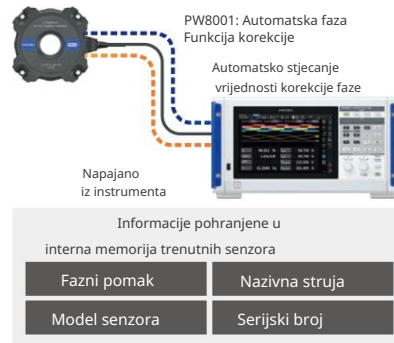 PW8001: Automatska faza
Funkcija korekcije
Automatsko stjecanje
vrijednosti korekcije faze
Napajano
iz instrumenta
Informacije pohranjene u
interna memorija trenutnih senzora
Fazni pomak
Nazivna struja
Model senzora
Serijski broj